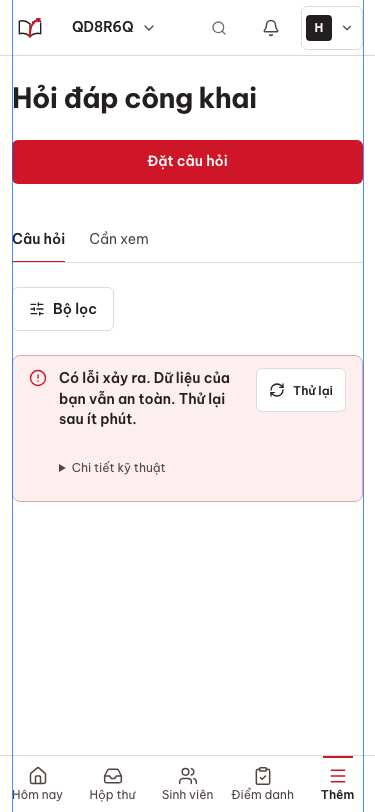 QD8R6Q
H
Hỏi đáp công khai
Đặt câu hỏi
Câu hỏi
Cần xem
Bộ lọc
Có lỗi xảy ra. Dữ liệu của
bạn vẫn an toàn. Thử lại
sau ít phút.
Thử lại
Chi tiết kỹ thuật
Hôm nay
Hộp thư
Sinh viên
Điểm danh
Thêm